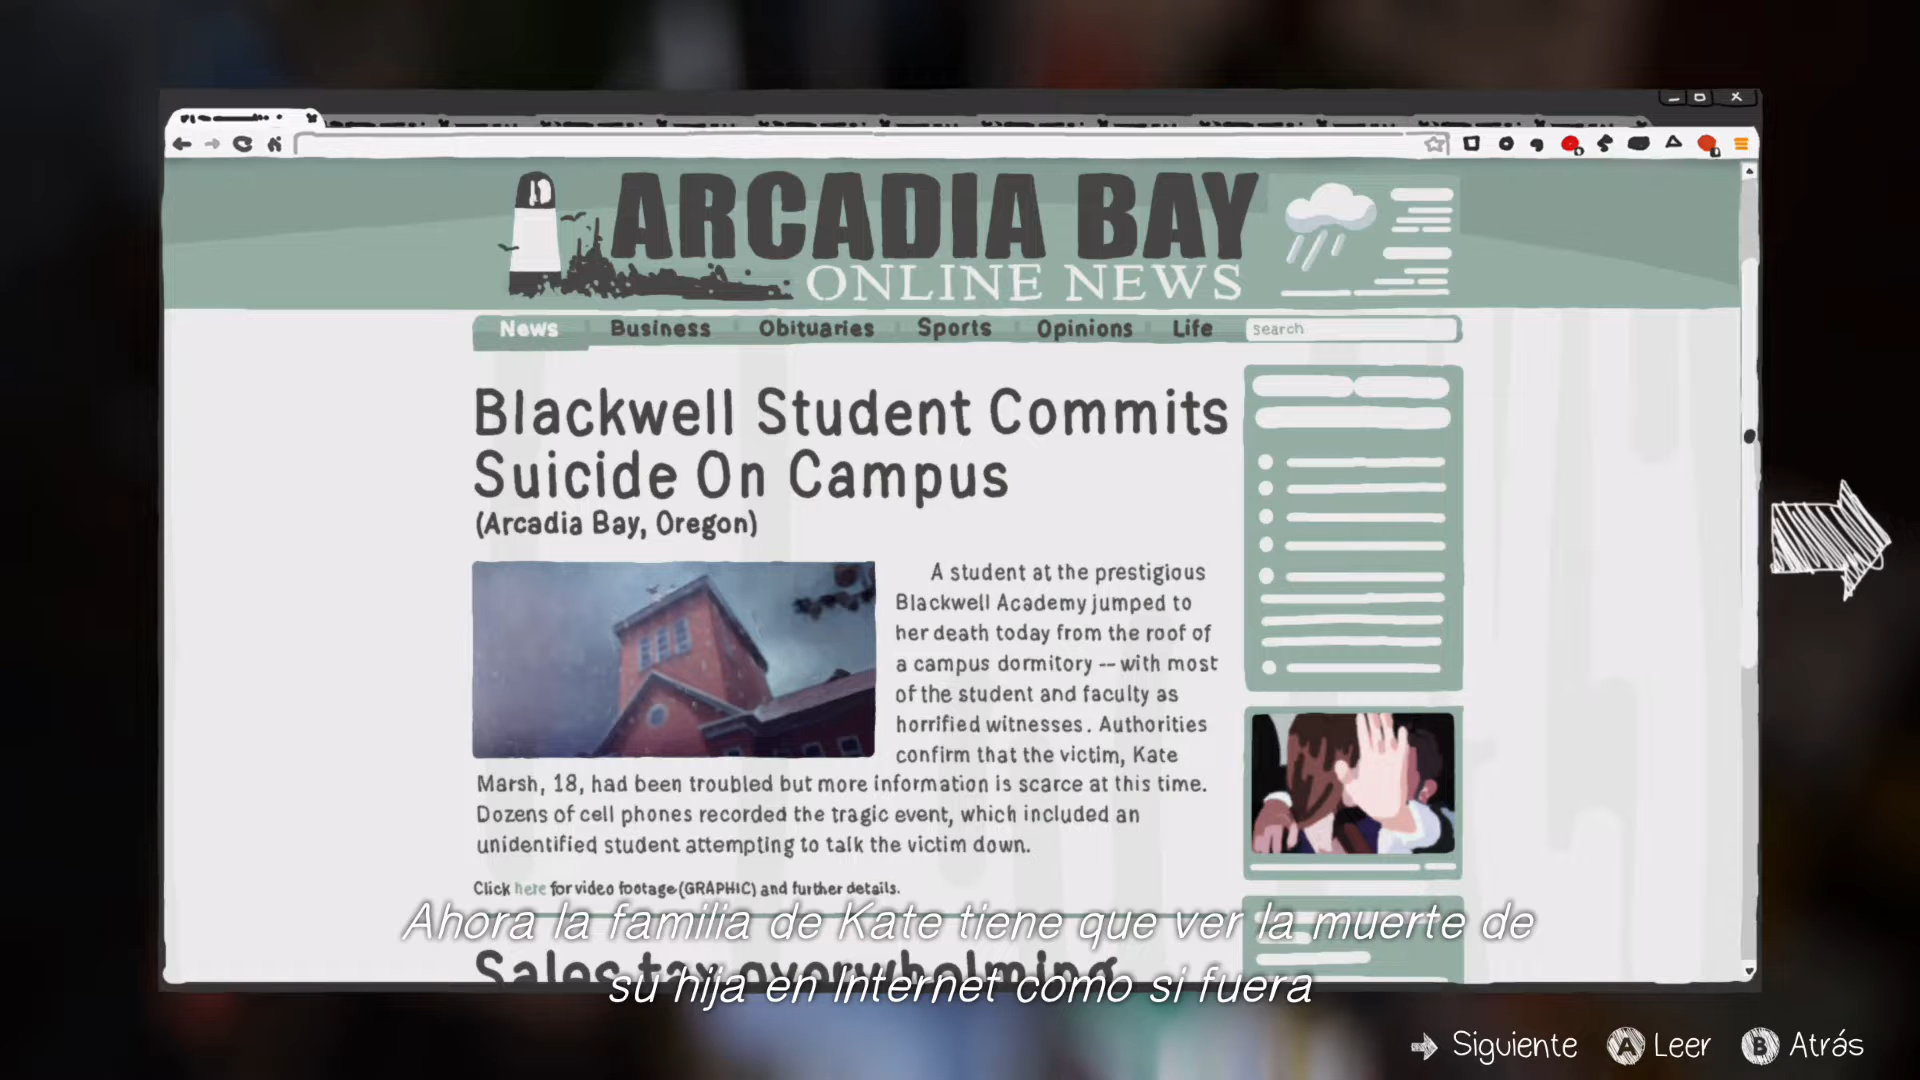 ARCADIA BAY
ONLINE NEWS
News Business Obituaries Sports Opinions Life search
Blackwell Student Commits
Suicide On Campus
(Arcadia Bay, Oregon)
A student at the prestigious
Blackwell Academy jumped to
her death today from the roof of
a campus dormitory -- with most
of the student and faculty as
horrified witnesses. Authorities
confirm that the victim, Kate
Marsh, 18, had been troubled but more information is scarce at this time.
Dozens of cell phones recorded the tragic event, which included an
unidentified student attempting to talk the victim down.
Click here for video footage (GRAPHIC) and further details.
Ahora la familia de Kate tiene que ver la muerte de
Sales tax overwhelming
su hija en Internet como si fuera
Siguiente A Leer B Atrás